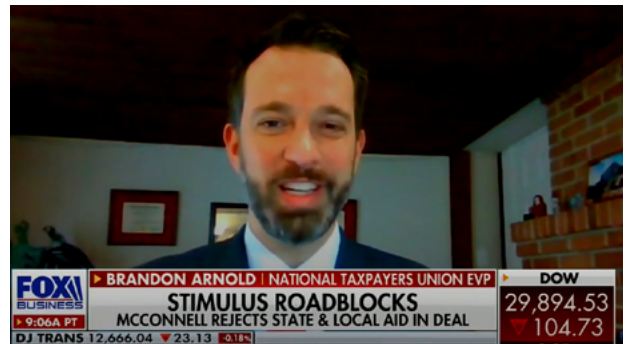 BRANDON ARNOLD | NATIONAL TAXPAYERS UNION EVP
DOW
FOX
BUSINESS
STIMULUS ROADBLOCKS
29,894.53
9:06A PT
MCCONNELL REJECTS STATE & LOCAL AID IN DEAL
▼ 104.73
DJ TRANS 12,666.04 ▼ 23.13 -0.18%